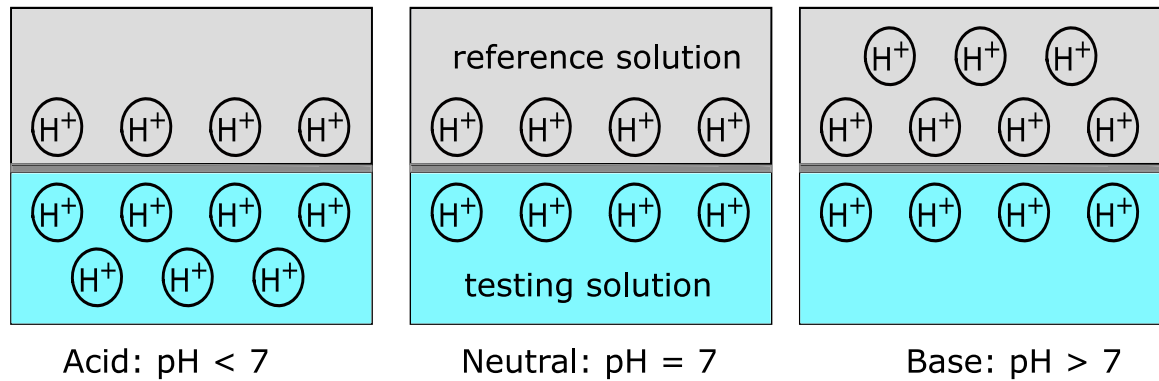 H+ H+ H+ H+
H+ H+ H+ H+
H+ H+ H+
Acid: pH < 7
reference solution
H+ H+ H+ H+
H+ H+ H+ H+
testing solution
Neutral: pH = 7
H+ H+ H+
H+ H+ H+ H+
H+ H+ H+ H+
Base: pH > 7